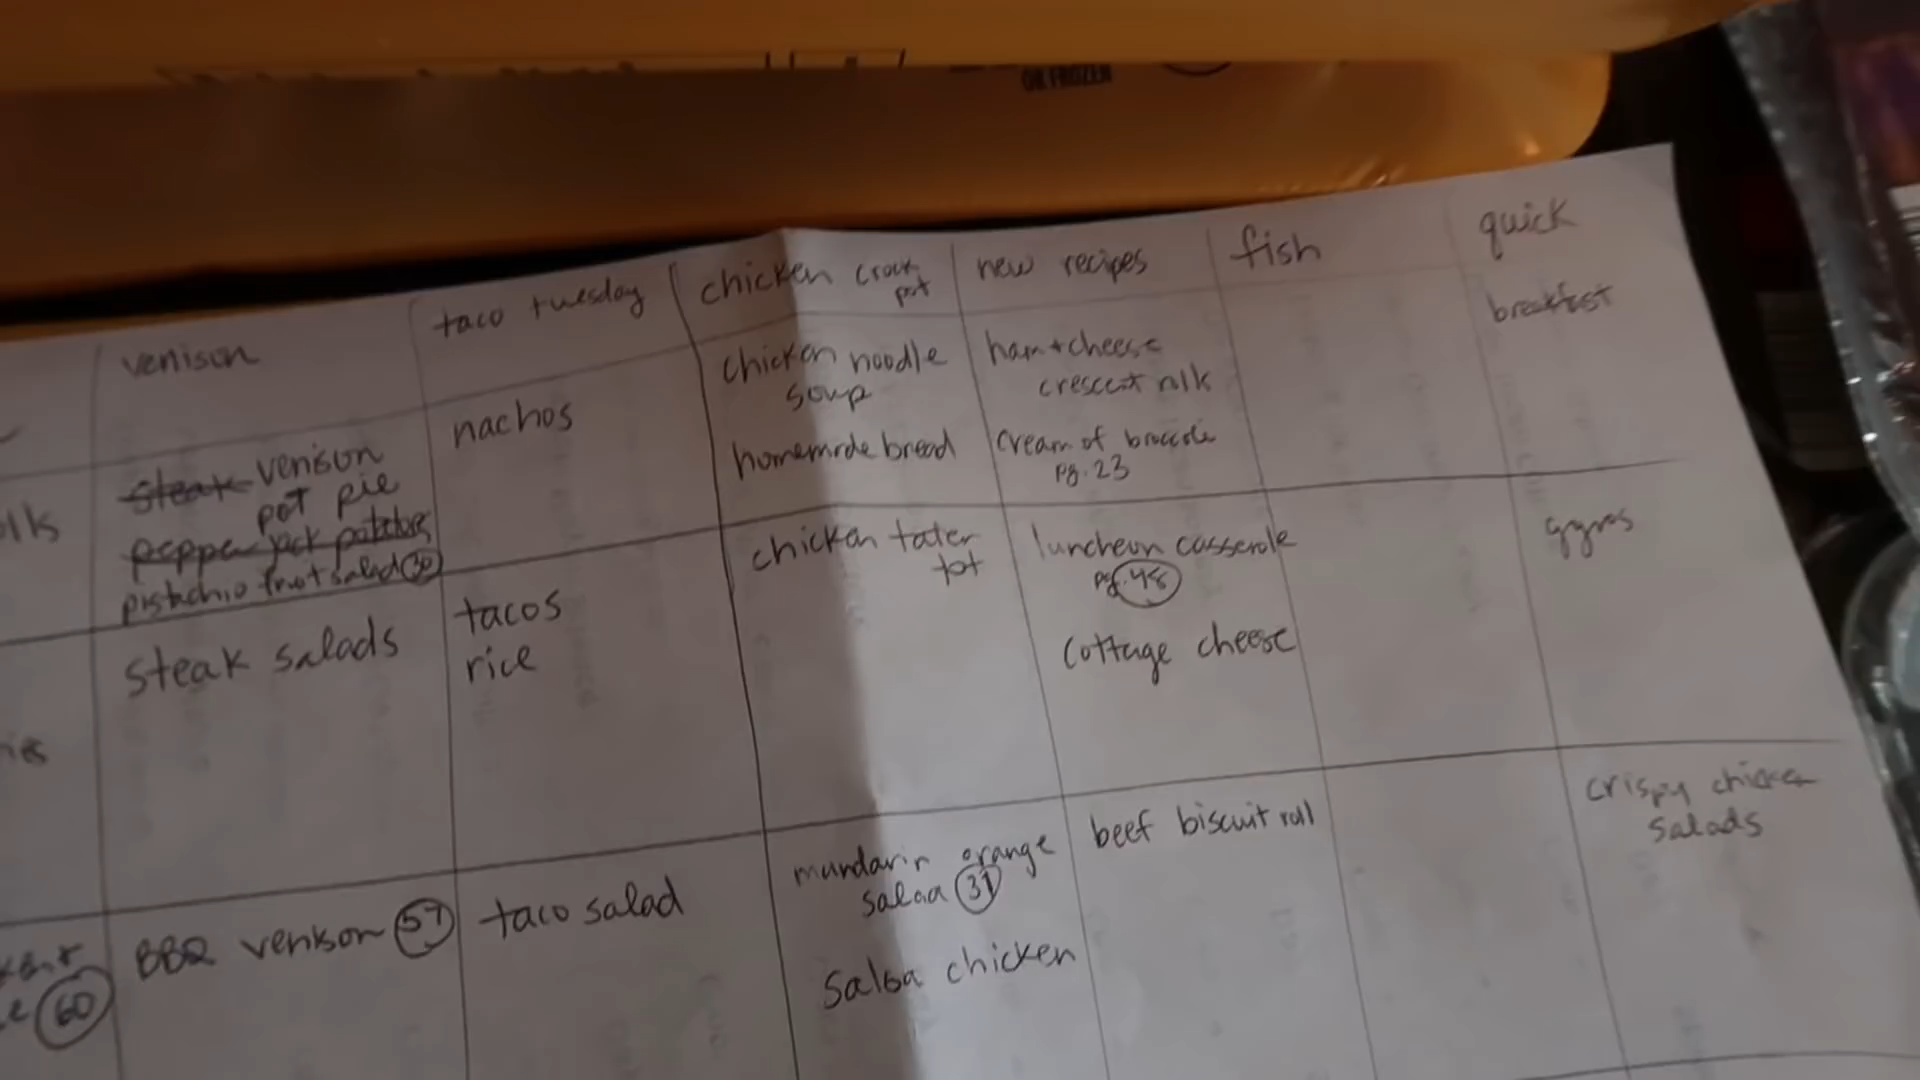 OR FROZEN
venison
taco tuesday
chicken crock
pot
new recipes
fish
quick
steak venison
pot pie
pepper jack potatoes
pistachio fruit salad 30
nachos
chicken noodle
soup
homemade bread
ham + cheese
crescent rolls
cream of broccoli
pg. 23
breakfast
steak salads
tacos
rice
chicken tater
tot
luncheon casserole
pg. 48
cottage cheese
gyros
60
BBQ venison 57
taco salad
mandarin orange
salad 31
salsa chicken
beef biscuit roll
crispy chicken
salads